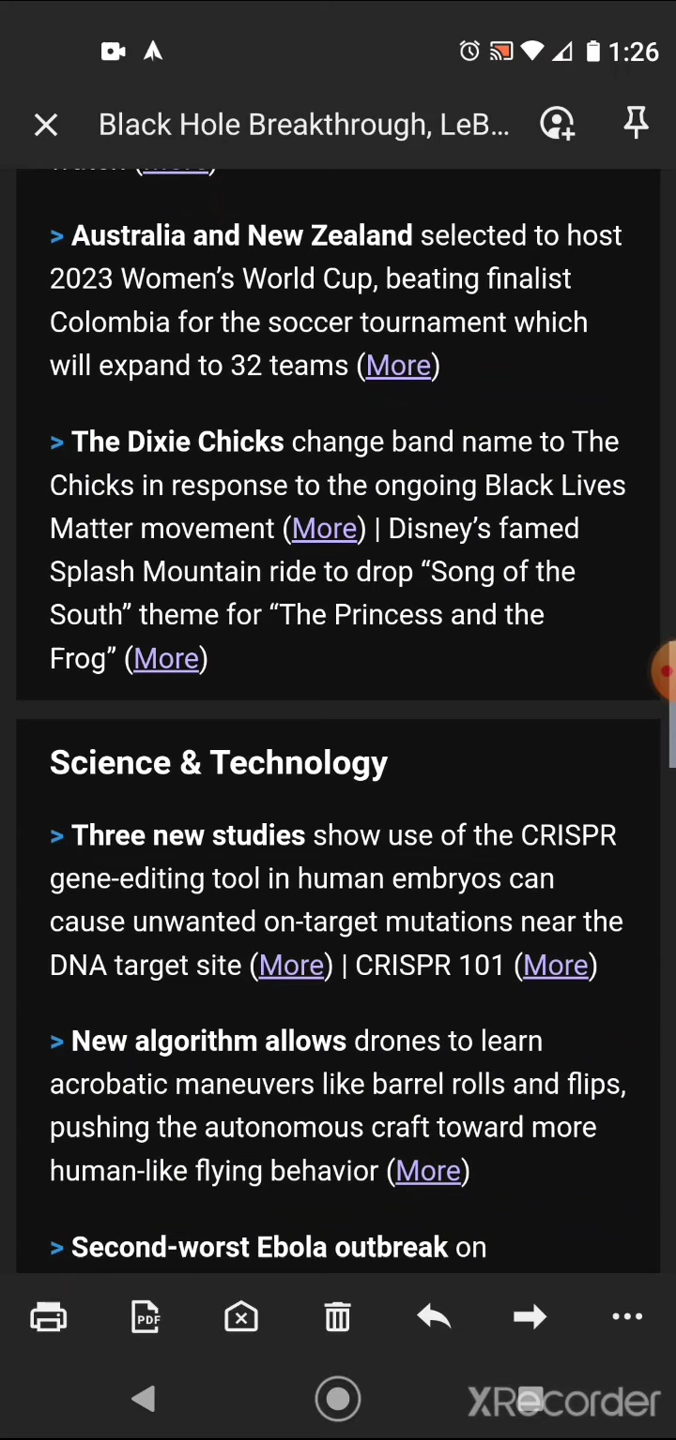 1:26
Black Hole Breakthrough, LeB...
> Australia and New Zealand selected to host
2023 Women's World Cup, beating finalist
Colombia for the soccer tournament which
will expand to 32 teams (More)
> The Dixie Chicks change band name to The
Chicks in response to the ongoing Black Lives
Matter movement (More) | Disney's famed
Splash Mountain ride to drop “Song of the
South” theme for “The Princess and the
Frog” (More)
Science & Technology
> Three new studies show use of the CRISPR
gene-editing tool in human embryos can
cause unwanted on-target mutations near the
DNA target site (More) | CRISPR 101 (More)
> New algorithm allows drones to learn
acrobatic maneuvers like barrel rolls and flips,
pushing the autonomous craft toward more
human-like flying behavior (More)
> Second-worst Ebola outbreak on
PDF
XRecorder